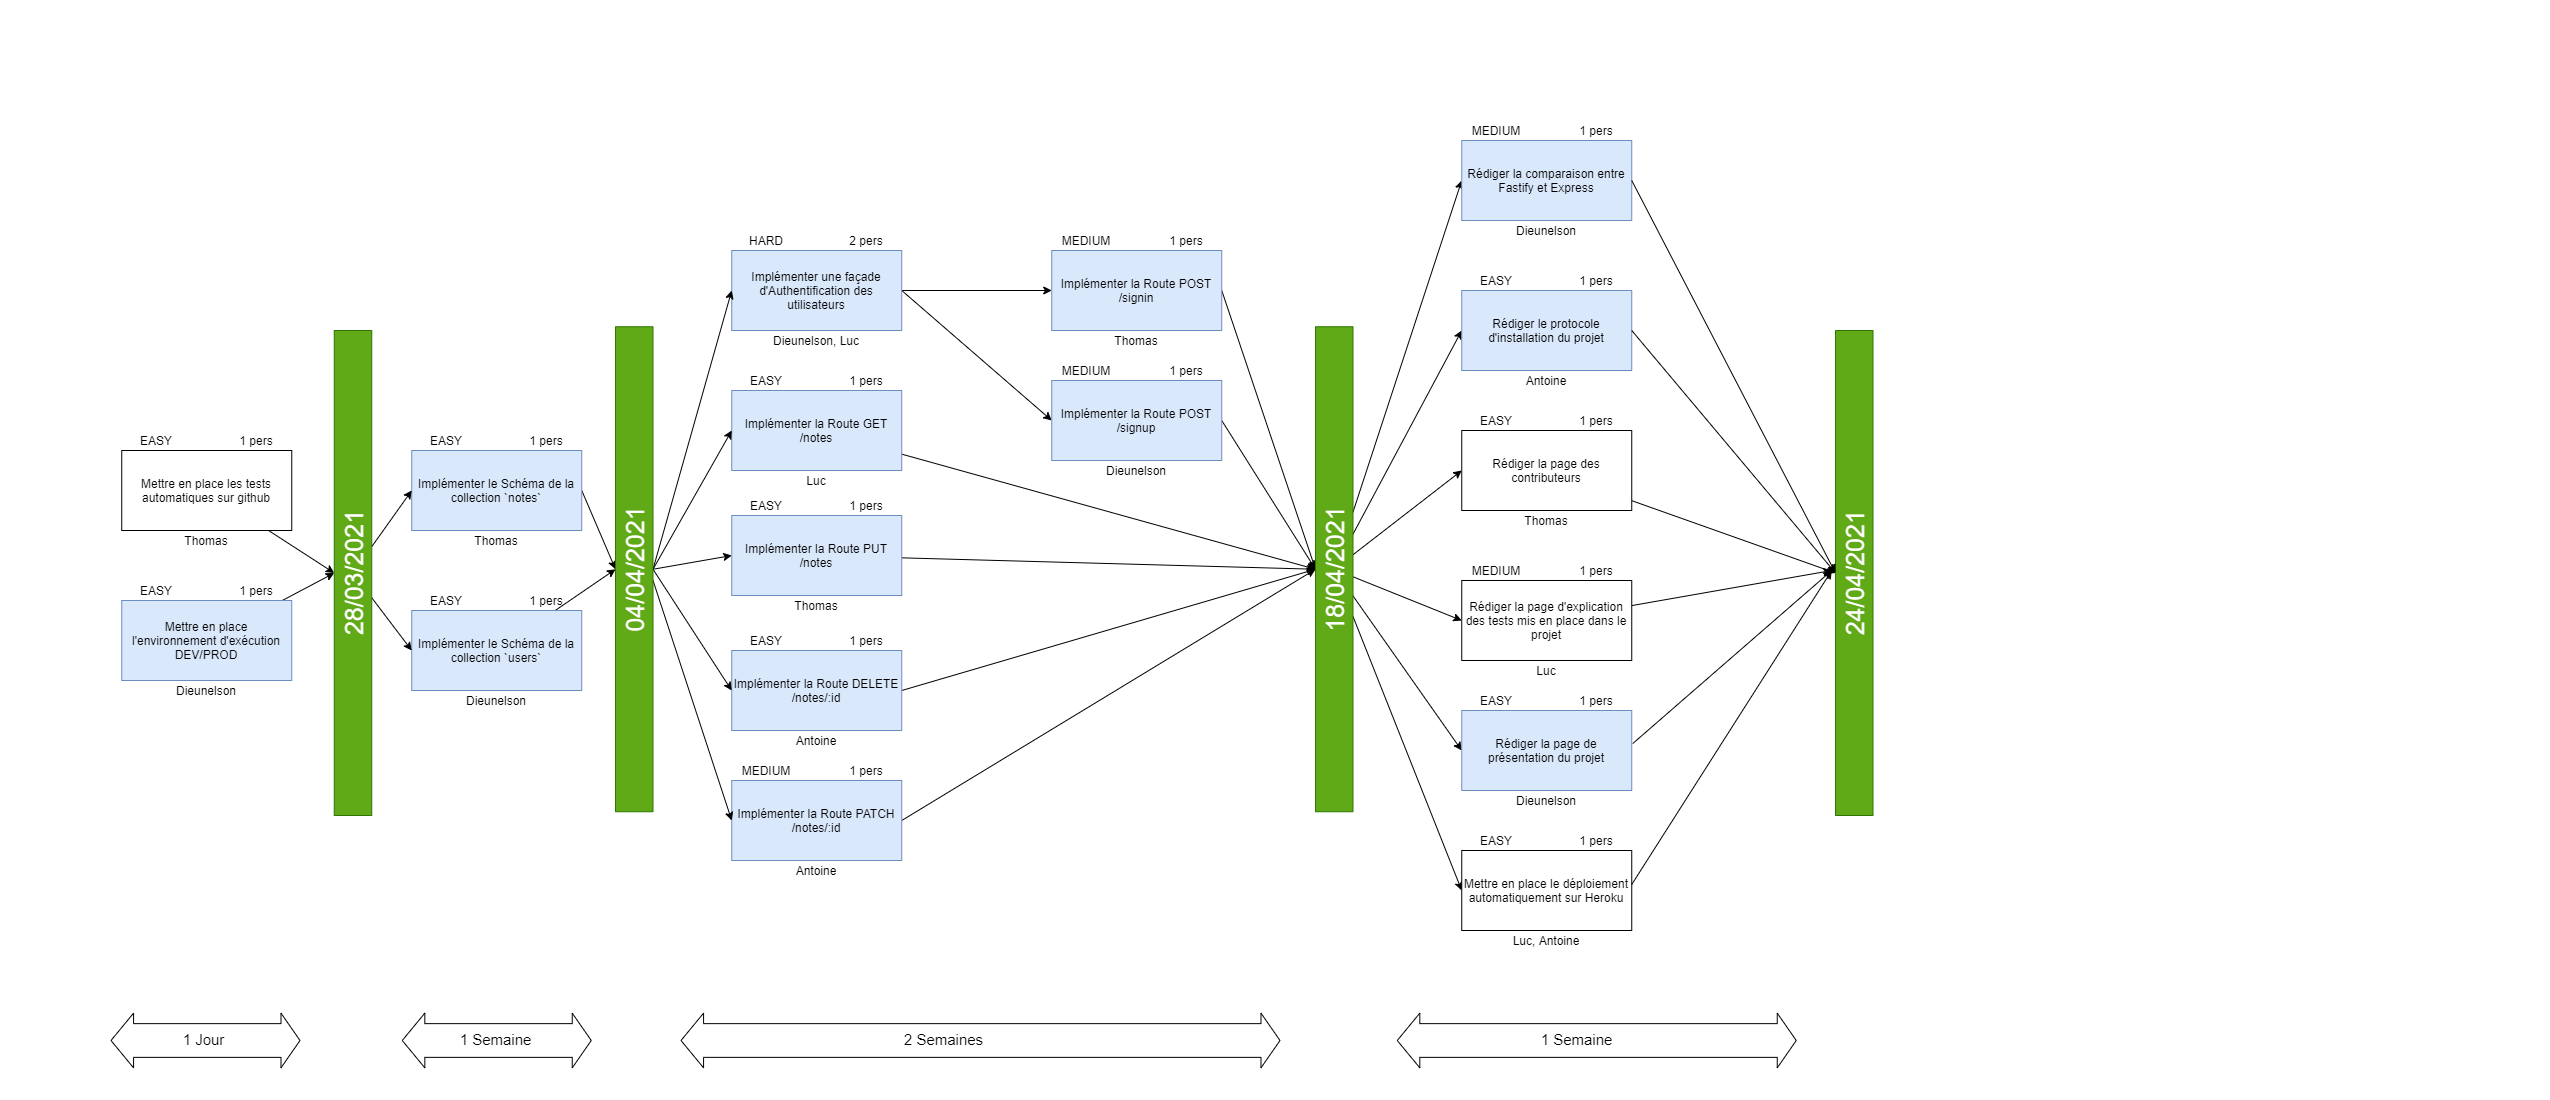 EASY 1 pers
Mettre en place les tests
automatiques sur github
Thomas
EASY 1 pers
Mettre en place
l'environnement d'exécution
DEV/PROD
Dieunelson
28/03/2021
EASY 1 pers
Implémenter le Schéma de la
collection `notes`
Thomas
EASY 1 pers
Implémenter le Schéma de la
collection `users`
Dieunelson
04/04/2021
HARD 2 pers
Implémenter une façade
d'Authentification des
utilisateurs
Dieunelson, Luc
EASY 1 pers
Implémenter la Route GET
/notes
Luc
EASY 1 pers
Implémenter la Route PUT
/notes
Thomas
EASY 1 pers
Implémenter la Route DELETE
/notes/:id
Antoine
MEDIUM 1 pers
Implémenter la Route PATCH
/notes/:id
Antoine
MEDIUM 1 pers
Implémenter la Route POST
/signin
Thomas
MEDIUM 1 pers
Implémenter la Route POST
/signup
Dieunelson
18/04/2021
MEDIUM 1 pers
Rédiger la comparaison entre
Fastify et Express
Dieunelson
EASY 1 pers
Rédiger le protocole
d'installation du projet
Antoine
EASY 1 pers
Rédiger la page des
contributeurs
Thomas
MEDIUM 1 pers
Rédiger la page d'explication
des tests mis en place dans le
projet
Luc
EASY 1 pers
Rédiger la page de
présentation du projet
Dieunelson
EASY 1 pers
Mettre en place le déploiement
automatiquement sur Heroku
Luc, Antoine
24/04/2021
1 Jour
1 Semaine
2 Semaines
1 Semaine